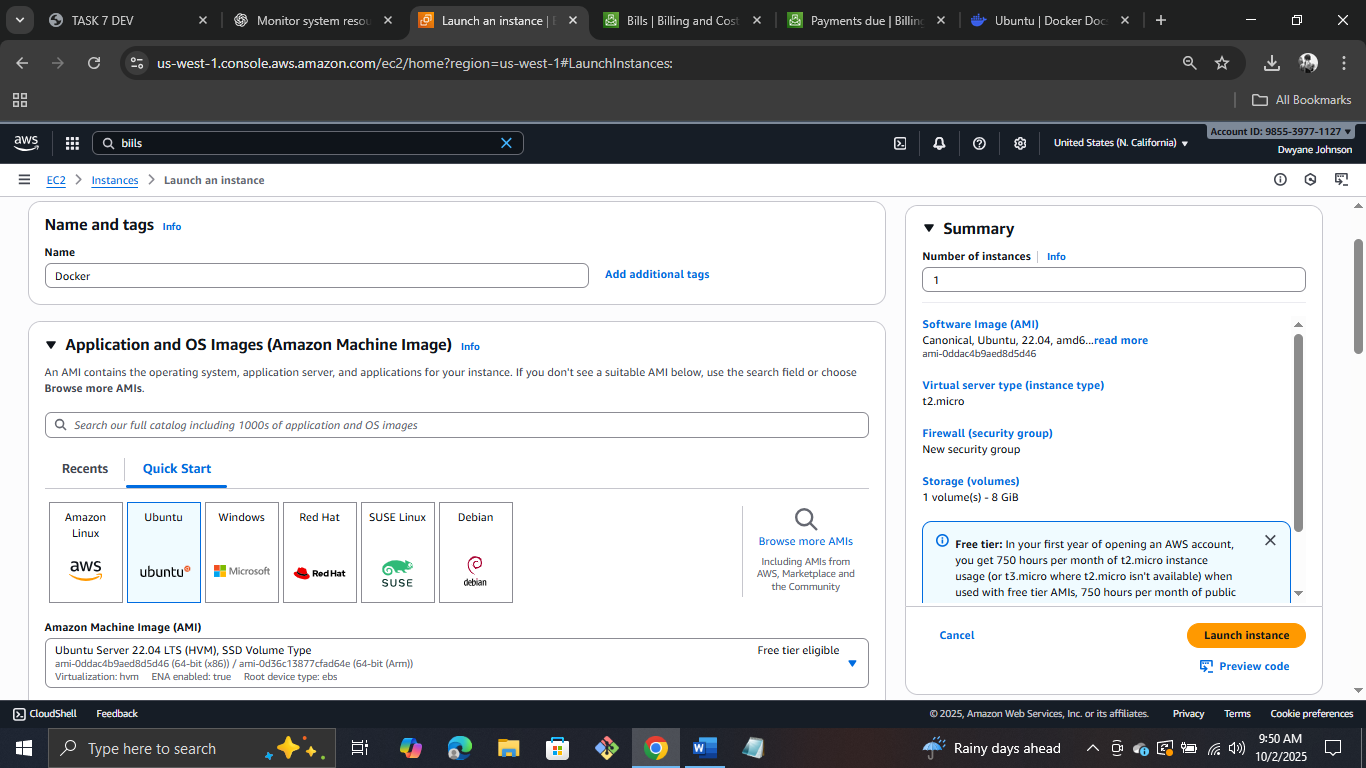 TASK 7 DEV
Monitor system resou
Launch an instance | E
Bills | Billing and Cost
Payments due | Billing
Ubuntu | Docker Doc
us-west-1.console.aws.amazon.com/ec2/home?region=us-west-1#LaunchInstances:
All Bookmarks
aws
bills
United States (N. California)
Account ID: 9855-3977-1127
Dwyane Johnson
EC2 > Instances > Launch an instance
Name and tags Info
Name
Docker
Add additional tags
Application and OS Images (Amazon Machine Image) Info
An AMI contains the operating system, application server, and applications for your instance. If you don't see a suitable AMI below, use the search field or choose
Browse more AMIs.
Search our full catalog including 1000s of application and OS images
Recents
Quick Start
Amazon
Linux
aws
Ubuntu
ubuntu
Windows
Microsoft
Red Hat
Red Hat
SUSE Linux
SUSE
Debian
debian
Browse more AMIs
Including AMIs from
AWS, Marketplace and
the Community
Amazon Machine Image (AMI)
Ubuntu Server 22.04 LTS (HVM), SSD Volume Type
Free tier eligible
ami-0ddac4b9aed8d5d46 (64-bit (x86)) / ami-0d36c13877cfad64e (64-bit (Arm))
Virtualization: hvm ENA enabled: true Root device type: ebs
Summary
Number of instances Info
1
Software Image (AMI)
Canonical, Ubuntu, 22.04, amd6...read more
ami-0ddac4b9aed8d5d46
Virtual server type (instance type)
t2.micro
Firewall (security group)
New security group
Storage (volumes)
1 volume(s) - 8 GiB
Free tier: In your first year of opening an AWS account,
you get 750 hours per month of t2.micro instance
usage (or t3.micro where t2.micro isn't available) when
used with free tier AMIs, 750 hours per month of public
Cancel
Launch instance
Preview code
CloudShell
Feedback
© 2025, Amazon Web Services, Inc. or its affiliates.
Privacy
Terms
Cookie preferences
Type here to search
Rainy days ahead
9:50 AM
10/2/2025